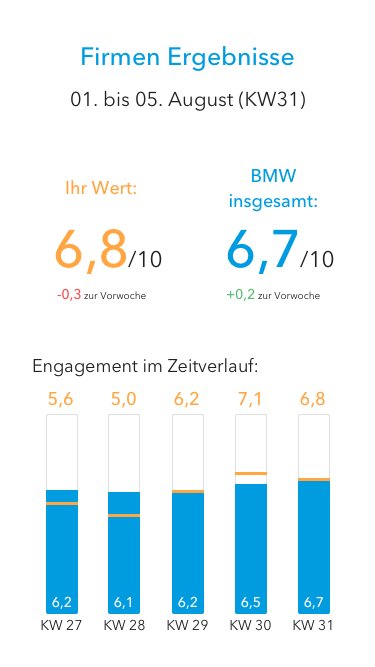 Firmen Ergebnisse
01. bis 05. August (KW31)
Ihr Wert:
6,8/10
-0,3 zur Vorwoche
BMW
insgesamt:
6,7/10
+0,2 zur Vorwoche
Engagement im Zeitverlauf:
5,6 5,0 6,2 7,1 6,8
6,2 6,1 6,2 6,5 6,7
KW 27 KW 28 KW 29 KW 30 KW 31